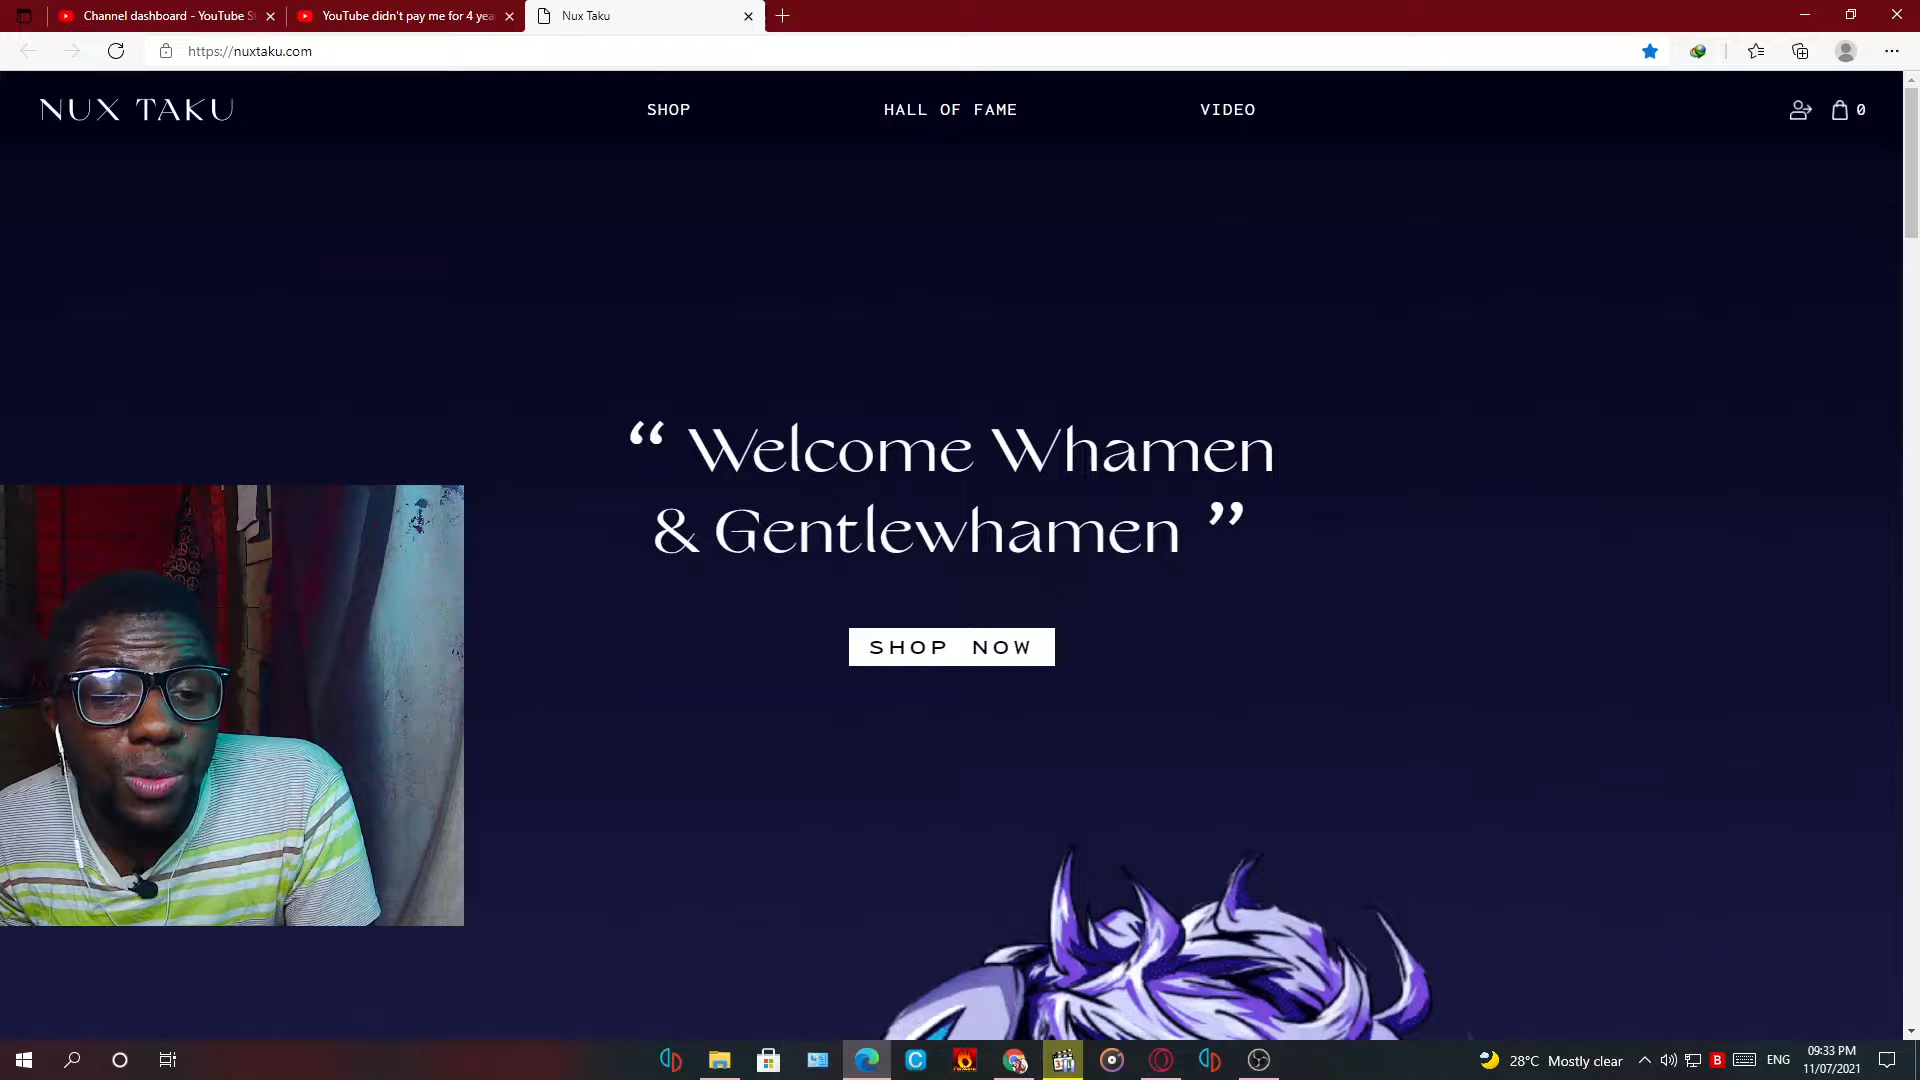 Channel dashboard - YouTube S
YouTube didn't pay me for 4 yea
Nux Taku
https://nuxtaku.com
NUX TAKU
SHOP
HALL OF FAME
VIDEO
0
“ Welcome Whamen
& Gentlewhamen ”
SHOP NOW
28°C Mostly clear
ENG
09:33 PM
11/07/2021